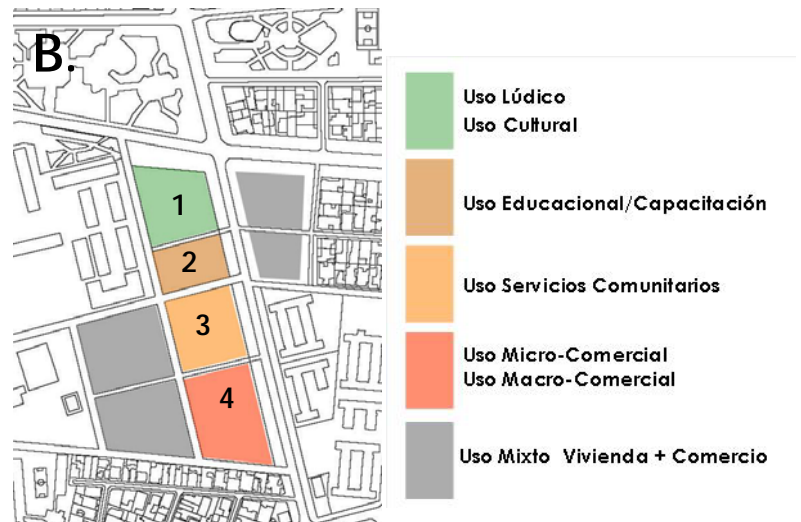 B.
1
2
3
4
Uso Lúdico
Uso Cultural
Uso Educacional/Capacitación
Uso Servicios Comunitarios
Uso Micro-Comercial
Uso Macro-Comercial
Uso Mixto Vivienda + Comercio